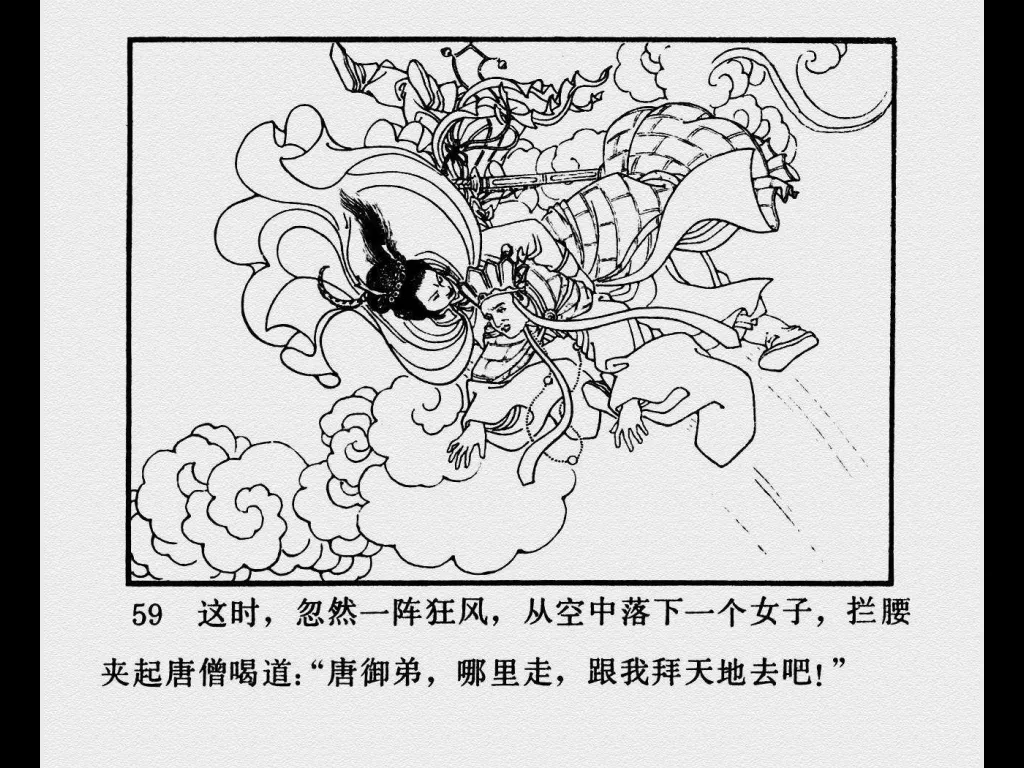 59 这时，忽然一阵狂风，从空中落下一个女子，拦腰
夹起唐僧喝道：“唐御弟，哪里走，跟我拜天地去吧！”